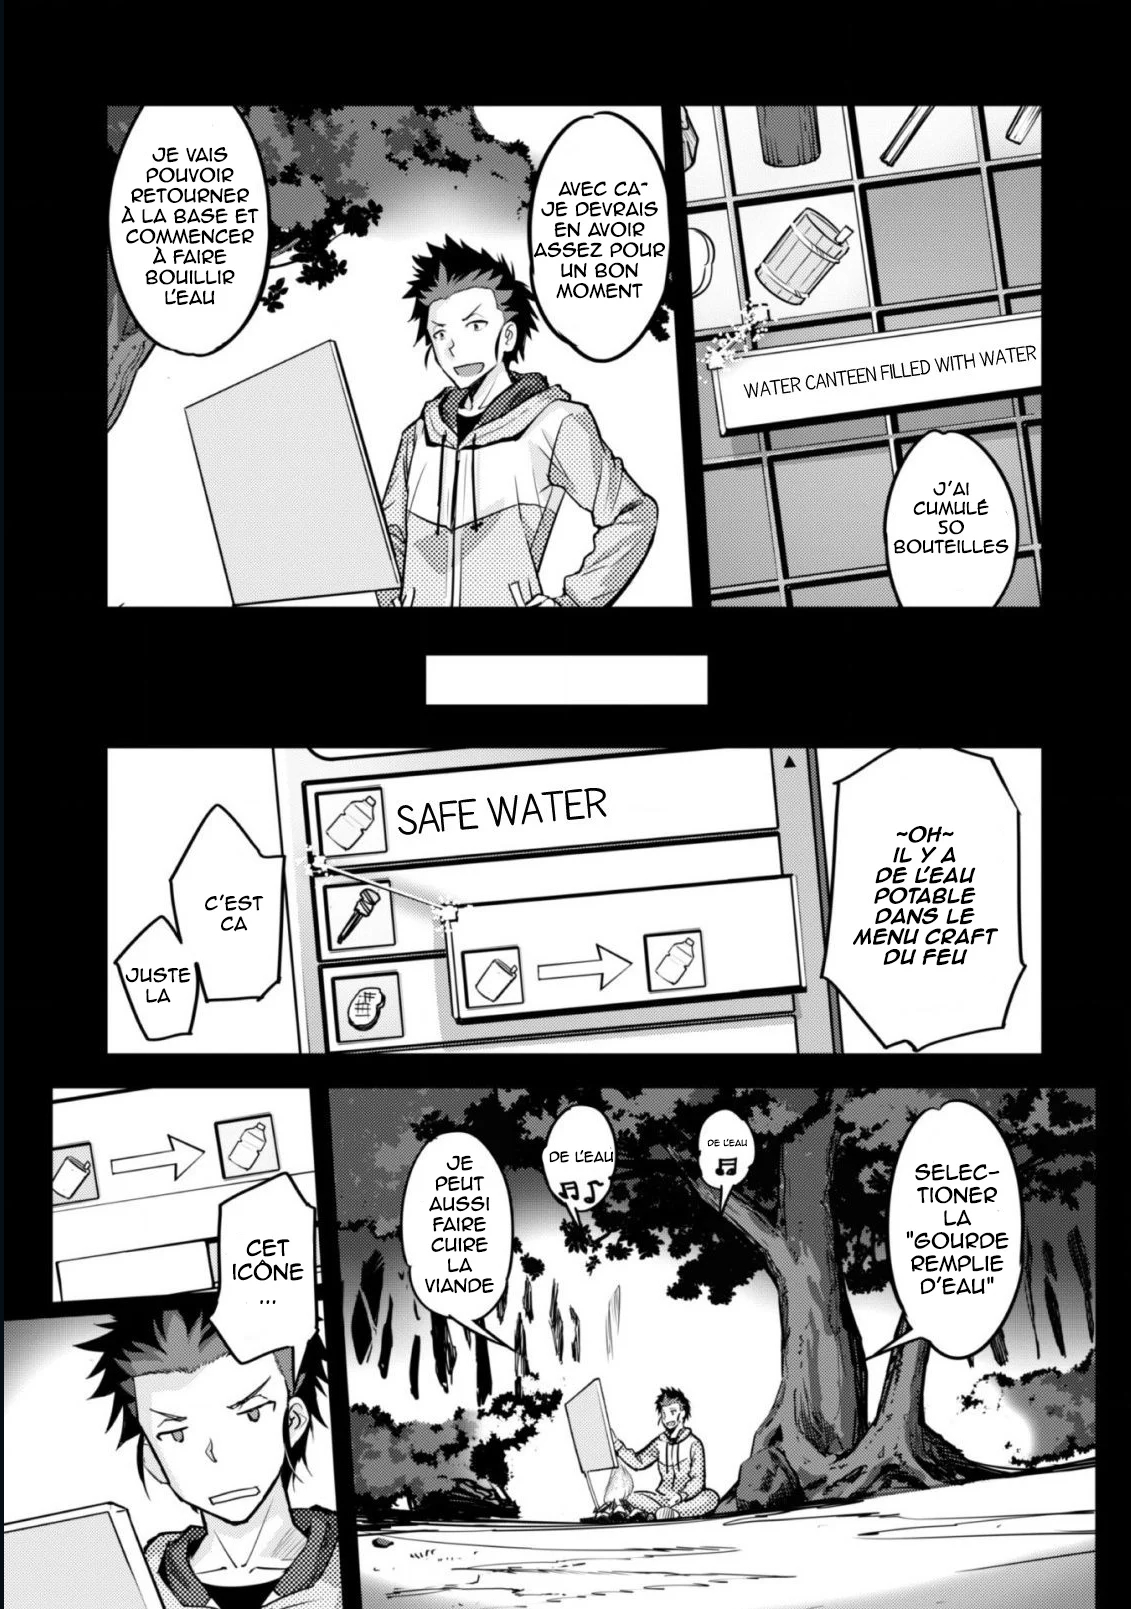 WATER CANTEEN FILLED WITH WATER
J'AI
CUMULÉ
50
BOUTEILLES
AVEC CA-
JE DEVRAIS
EN AVOIR
ASSEZ POUR
UN BON
MOMENT
JE VAIS
POUVOIR
RETOURNER
À LA BASE ET
COMMENCER
À FAIRE
BOUILLIR
L'EAU
~OH~
IL Y A
DE L'EAU
POTABLE
DANS LE
MENU CRAFT
DU FEU
SAFE WATER
C'EST
CA
JUSTE
LA
SELEC-
TIONER
LA
"GOURDE
REMPLIE
D'EAU"
DE L'EAU
DE L'EAU
JE
PEUT
AUSSI
FAIRE
CUIRE
LA
VIANDE
CET
ICÔNE
...